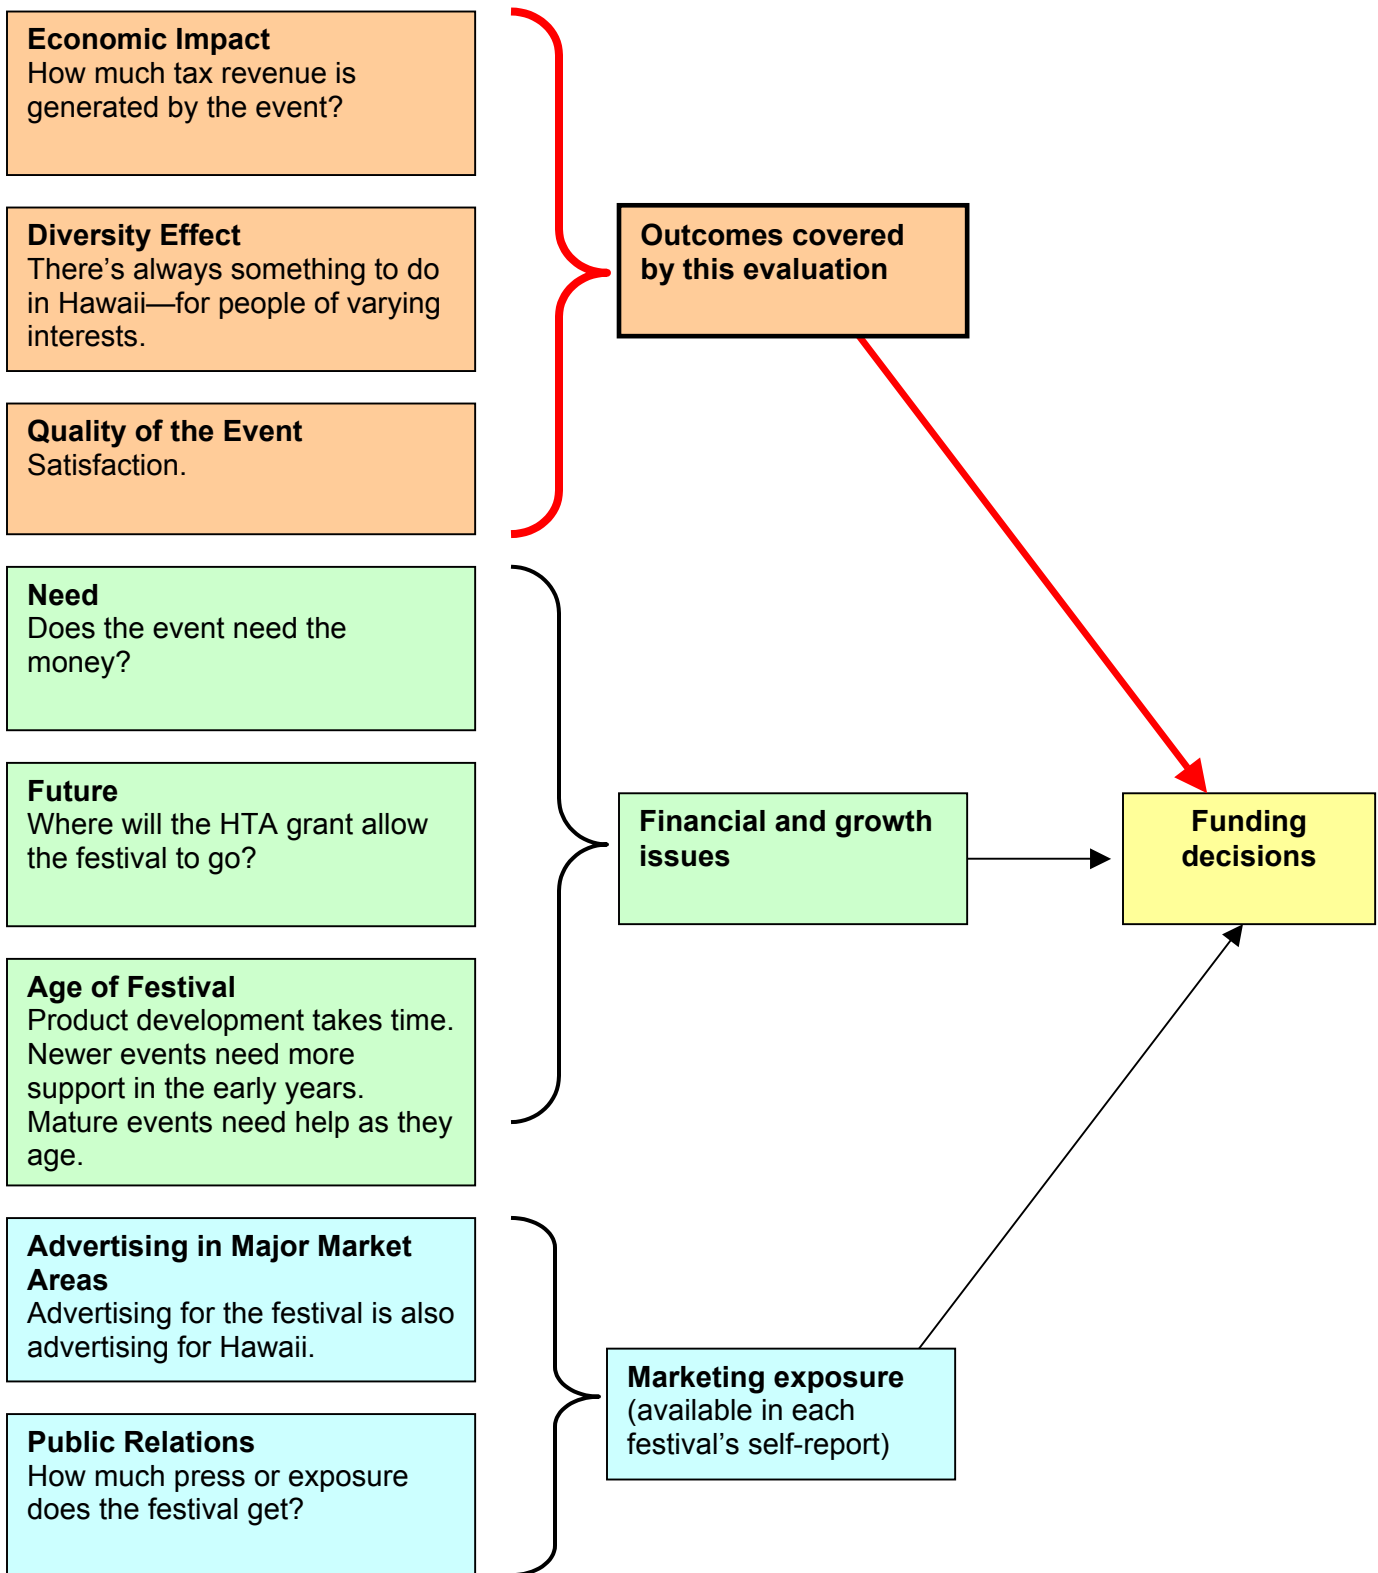 Economic Impact
How much tax revenue is
generated by the event?
Diversity Effect
There’s always something to do
in Hawaii—for people of varying
interests.
Quality of the Event
Satisfaction.
Outcomes covered
by this evaluation
Need
Does the event need the
money?
Future
Where will the HTA grant allow
the festival to go?
Age of Festival
Product development takes time.
Newer events need more
support in the early years.
Mature events need help as they
age.
Financial and growth
issues
Funding
decisions
Advertising in Major Market
Areas
Advertising for the festival is also
advertising for Hawaii.
Public Relations
How much press or exposure
does the festival get?
Marketing exposure
(available in each
festival’s self-report)